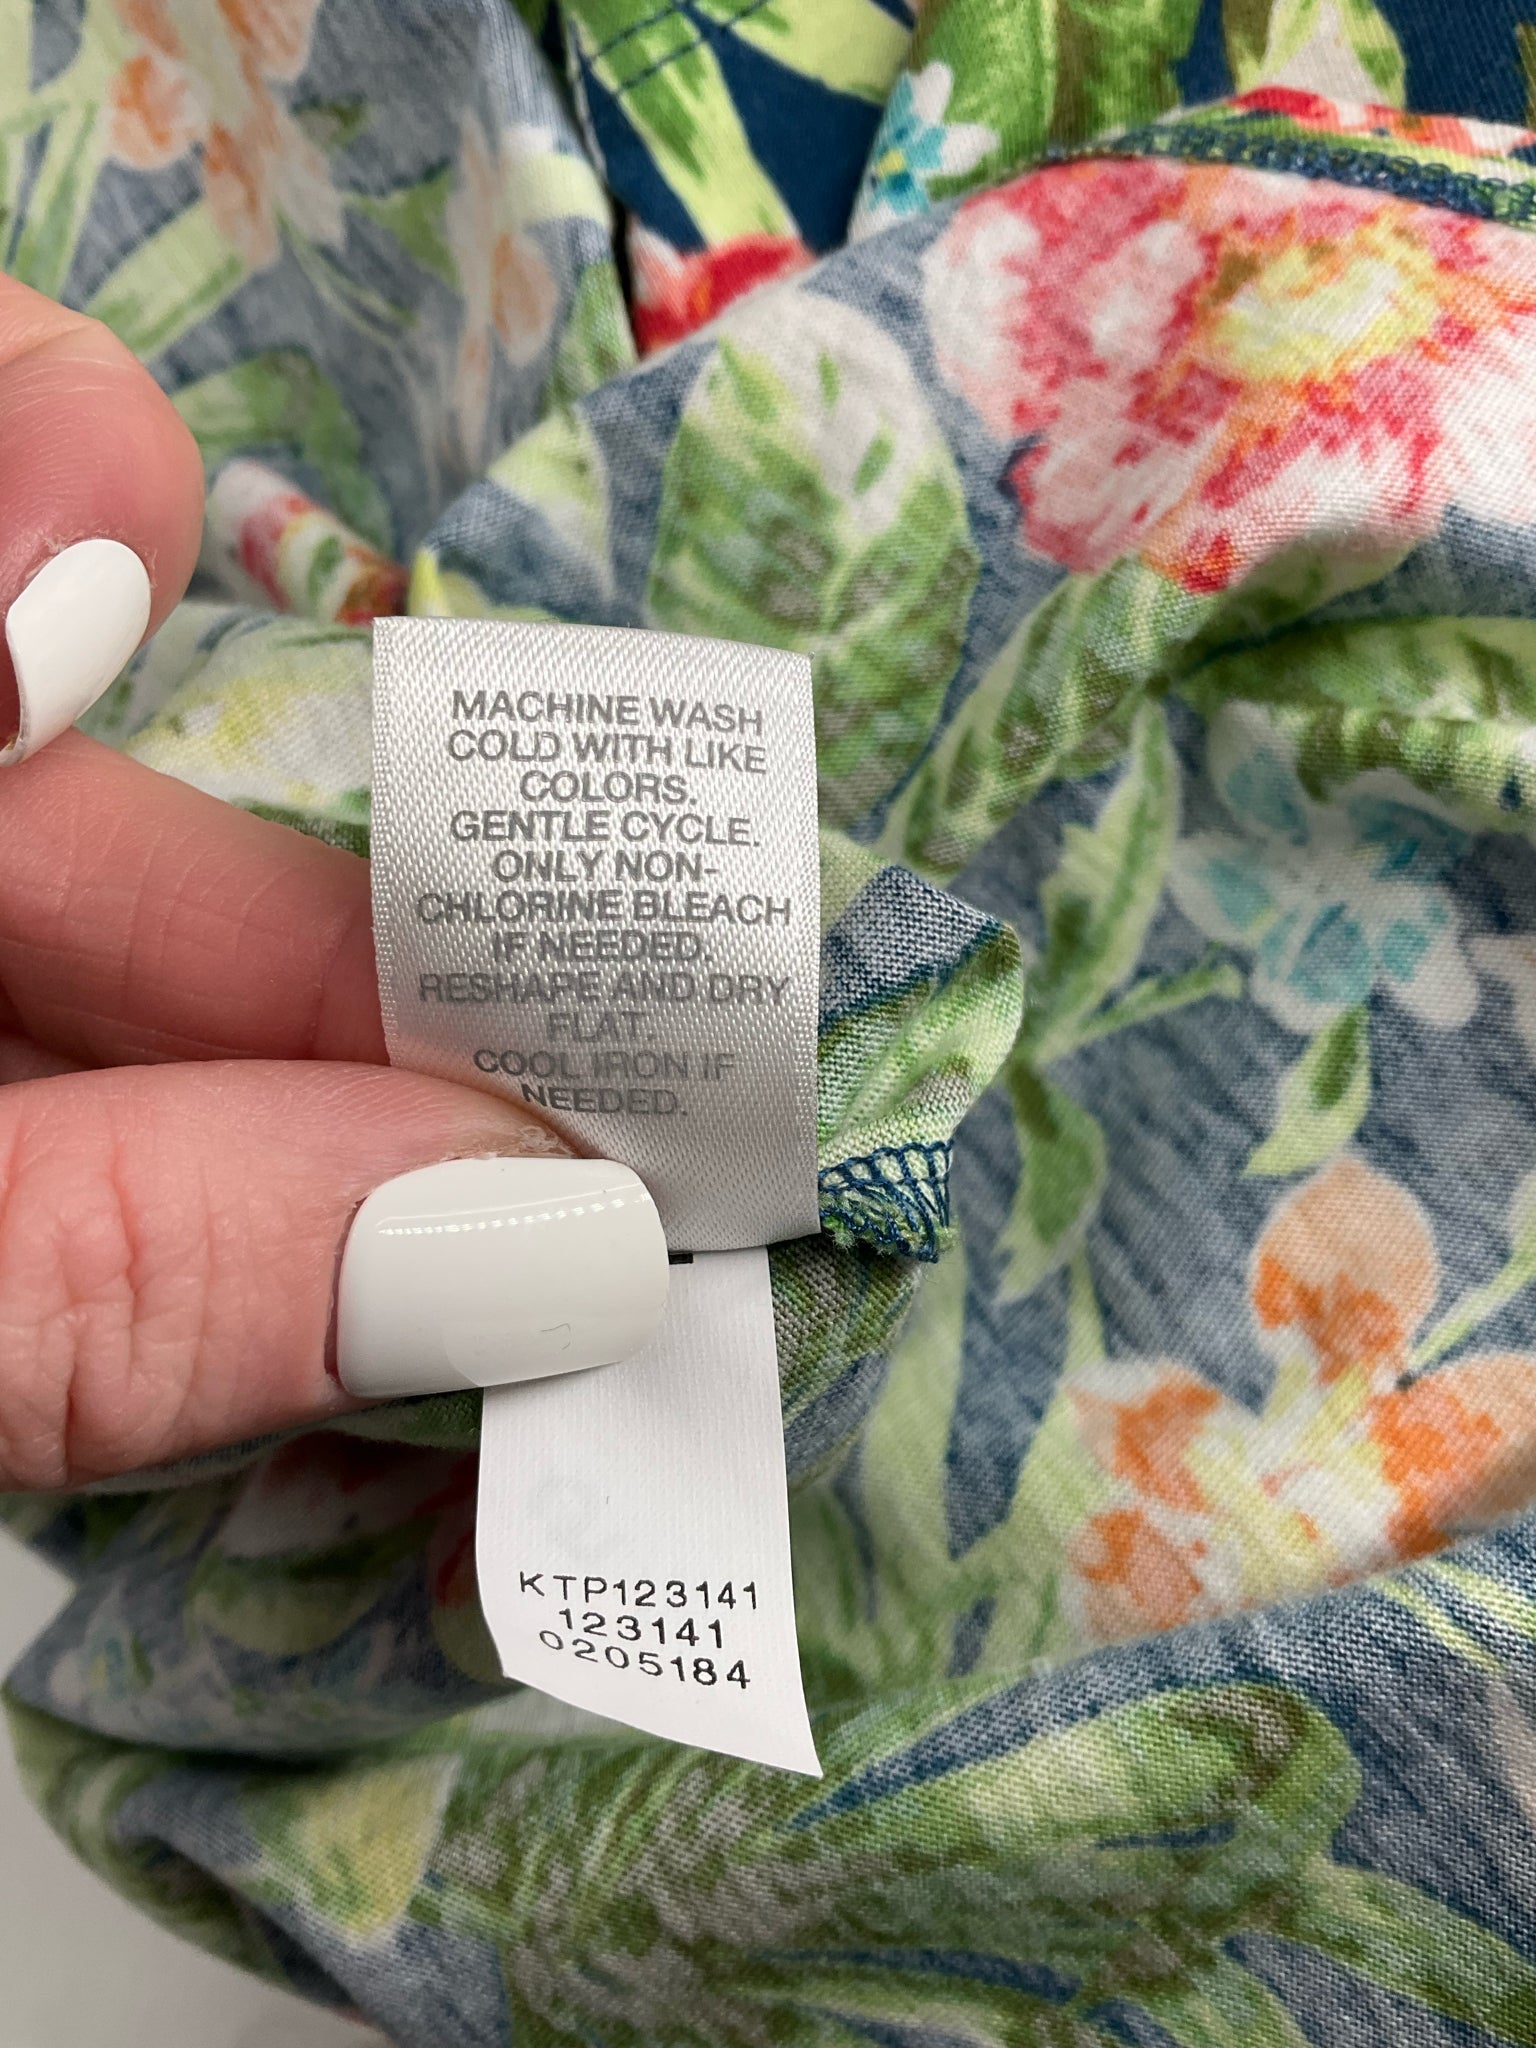 MACHINE WASH
COLD WITH LIKE
COLORS.
GENTLE CYCLE.
ONLY NON-
CHLORINE BLEACH
IF NEEDED.
RESHAPE AND DRY
FLAT.
COOL IRON IF
NEEDED.
KTP123141
123141
0205184